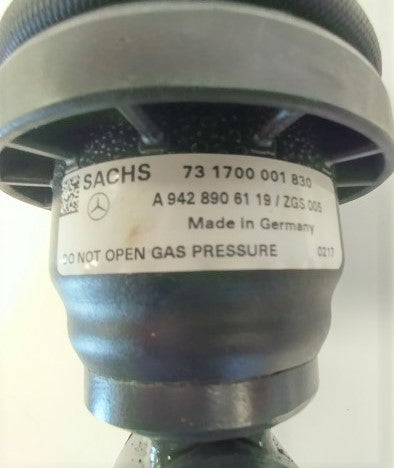 SACHS 73 1700 001 830
A 942 890 61 19 / ZGS 005
Made in Germany
DO NOT OPEN GAS PRESSURE 0217